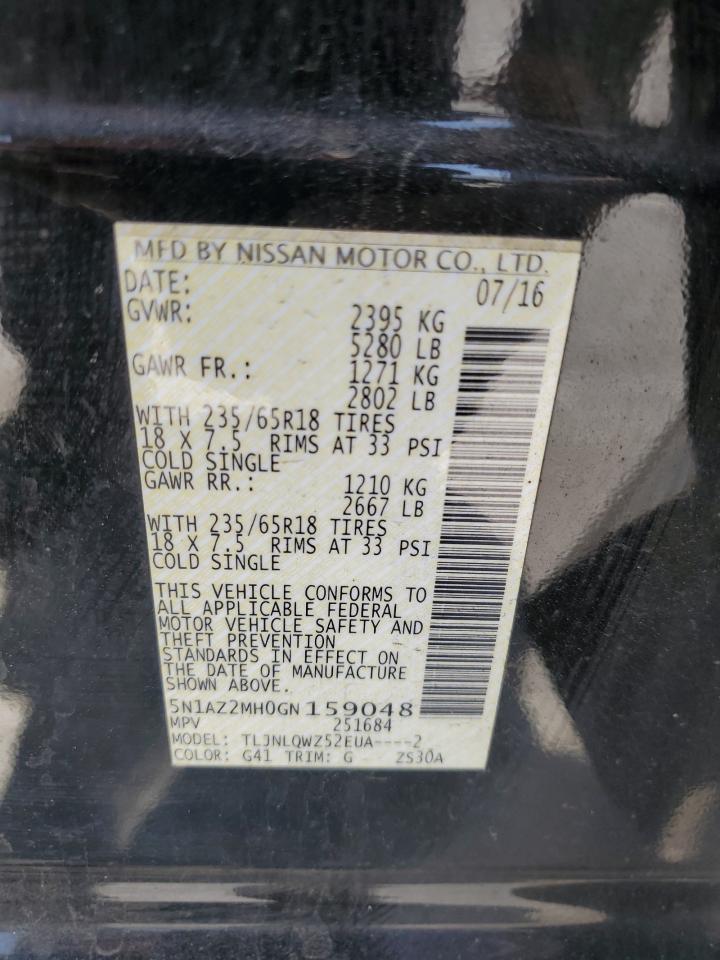 MFD BY NISSAN MOTOR CO., LTD.
DATE: 07/16
GVWR: 2395 KG
5280 LB
GAWR FR.: 1271 KG
2802 LB
WITH 235/65R18 TIRES
18 X 7.5 RIMS AT 33 PSI
COLD SINGLE
GAWR RR.: 1210 KG
2667 LB
WITH 235/65R18 TIRES
18 X 7.5 RIMS AT 33 PSI
COLD SINGLE
THIS VEHICLE CONFORMS TO
ALL APPLICABLE FEDERAL
MOTOR VEHICLE SAFETY AND
THEFT PREVENTION
STANDARDS IN EFFECT ON
THE DATE OF MANUFACTURE
SHOWN ABOVE.
5N1AZ2MH0GN159048
MPV 251684
MODEL: TLJNLQWZ52EUA----2
COLOR: G41 TRIM: G ZS30A